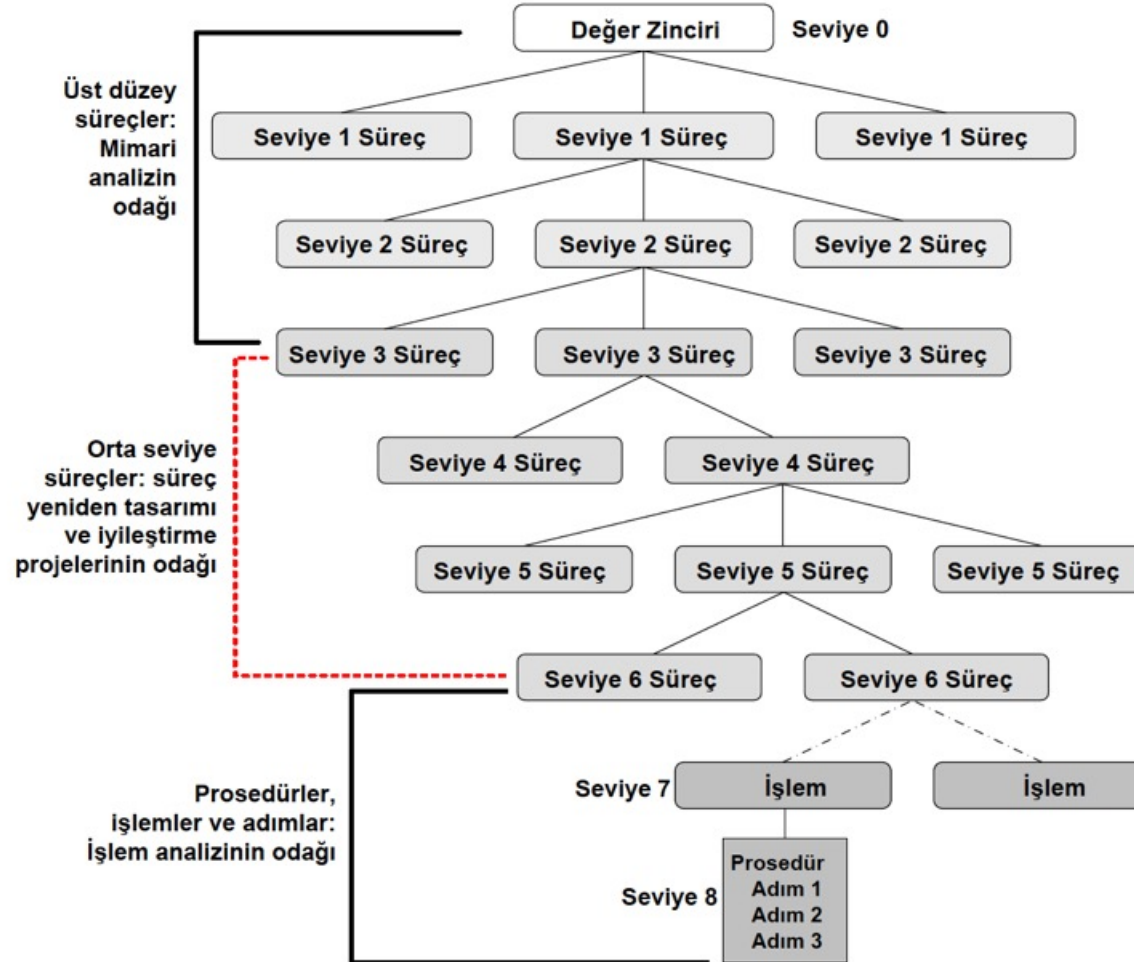 Değer Zinciri
Seviye 0
Üst düzey
süreçler:
Mimari
analizin
odağı
Seviye 1 Süreç
Seviye 1 Süreç
Seviye 1 Süreç
Seviye 2 Süreç
Seviye 2 Süreç
Seviye 2 Süreç
Seviye 3 Süreç
Seviye 3 Süreç
Seviye 3 Süreç
Orta seviye
süreçler: süreç
yeniden tasarımı
ve iyileştirme
projelerinin odağı
Seviye 4 Süreç
Seviye 4 Süreç
Seviye 5 Süreç
Seviye 5 Süreç
Seviye 5 Süreç
Seviye 6 Süreç
Seviye 6 Süreç
Prosedürler,
işlemler ve adımlar:
İşlem analizinin odağı
Seviye 7
İşlem
İşlem
Seviye 8
Prosedür
Adım 1
Adım 2
Adım 3